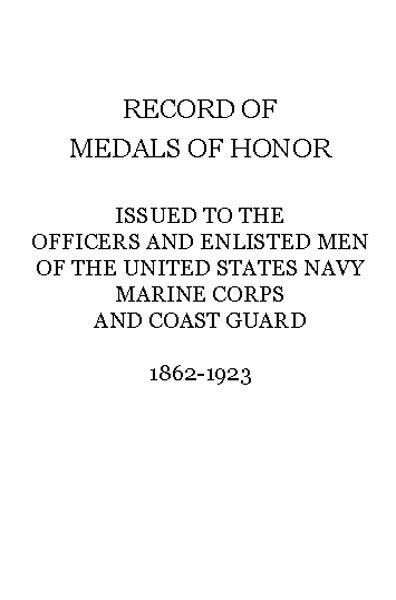 RECORD OF
MEDALS OF HONOR
ISSUED TO THE
OFFICERS AND ENLISTED MEN
OF THE UNITED STATES NAVY
MARINE CORPS
AND COAST GUARD
1862-1923